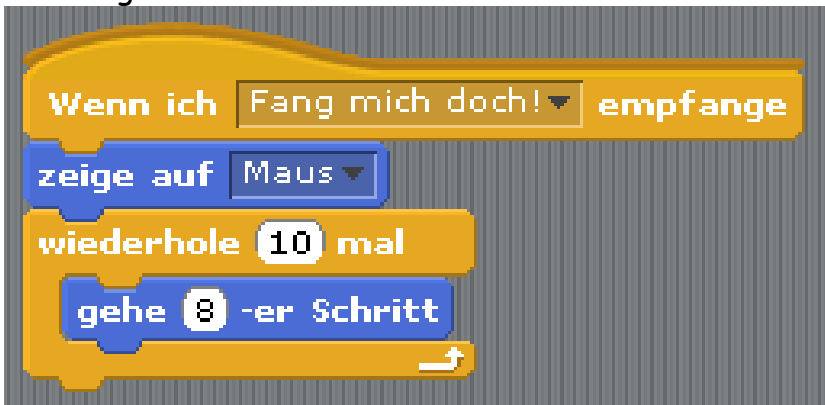 Wenn ich Fang mich doch! empfange
zeige auf Maus
wiederhole 10 mal
gehe 8 -er Schritt